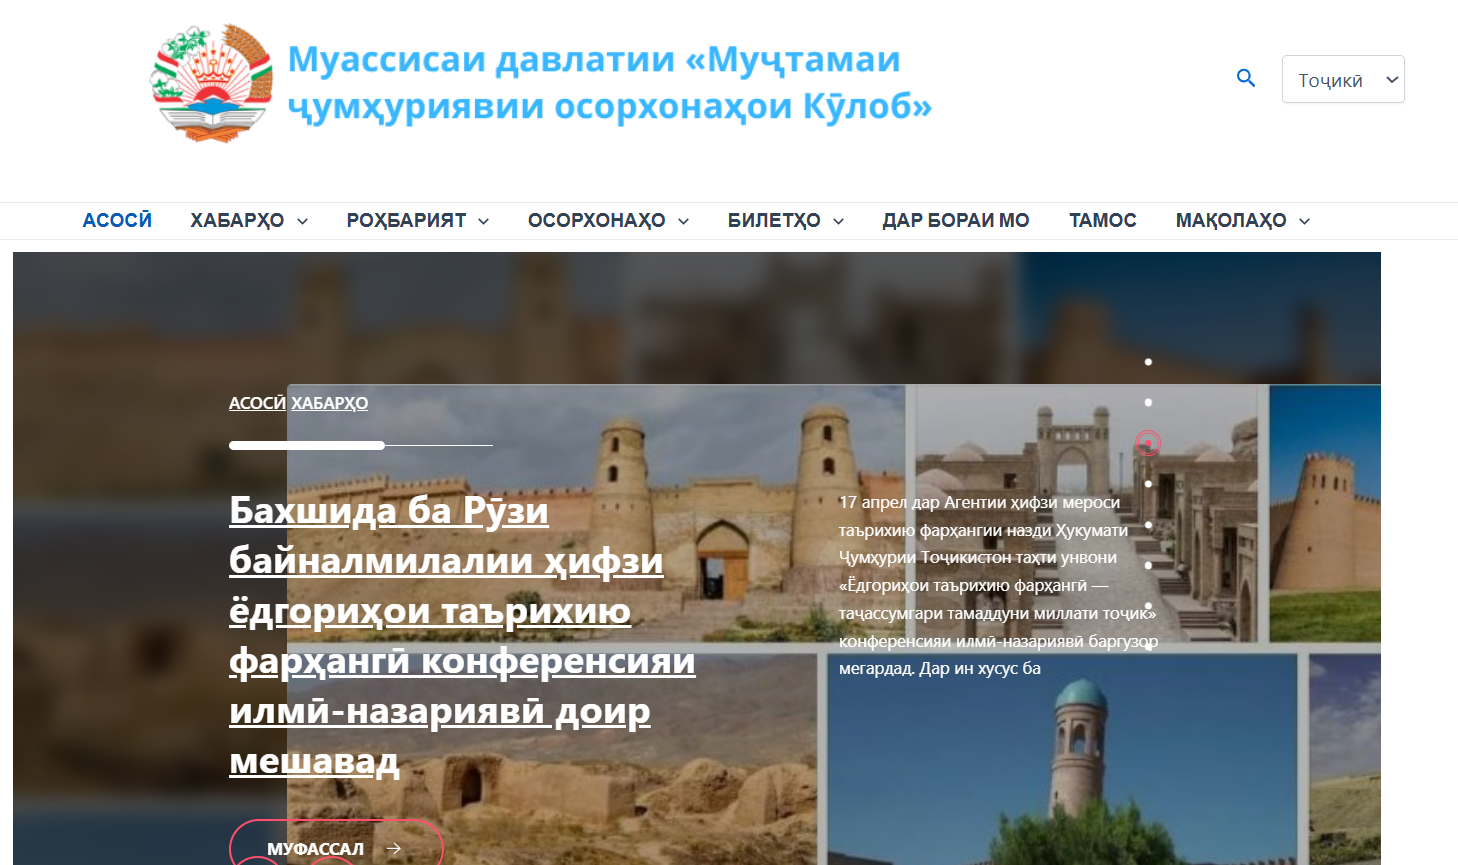 Муассисаи давлатии «Муҷтамаи
ҷумҳуриявии осорхонаҳои Кӯлоб»
Тоҷикӣ
АСОСӢ ХАБАРҲО РОҲБАРИЯТ ОСОРХОНАҲО БИЛЕТҲО ДАР БОРАИ МО ТАМОС МАҚОЛАҲО
АСОСӢ ХАБАРҲО
Бахшида ба Рӯзи
байналмилалии ҳифзи
ёдгориҳои таърихию
фарҳангӣ конференсияи
илмӣ-назариявӣ доир
мешавад
17 апрел дар Агентии ҳифзи мероси
таърихию фарҳангии назди Ҳукумати
Ҷумҳурии Тоҷикистон таҳти унвони
«Ёдгориҳои таърихию фарҳангӣ —
таҷассумгари тамаддуни миллати тоҷик»
конференсияи илмӣ-назариявӣ баргузор
мегардад. Дар ин хусус ба
МУФАССАЛ